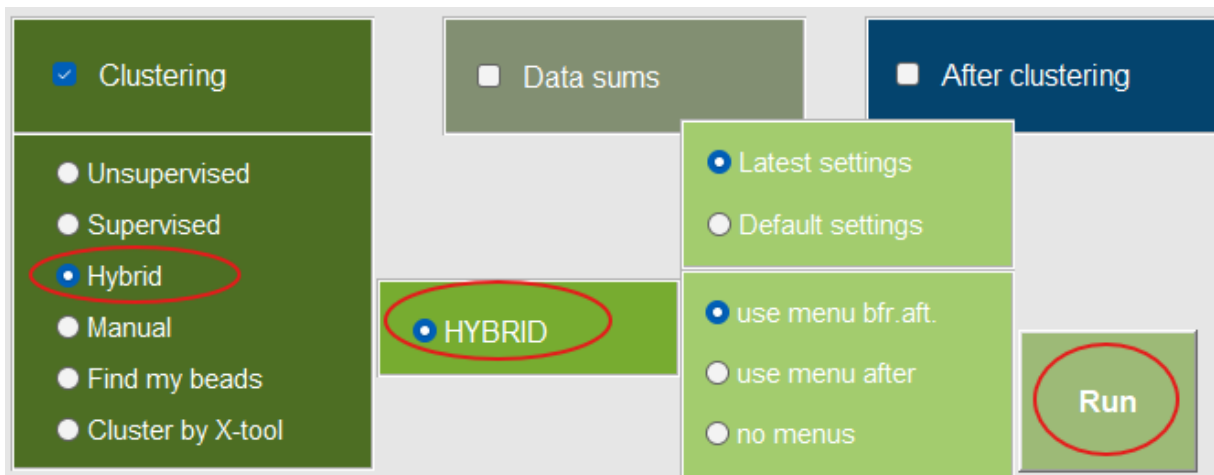 Clustering
Data sums
After clustering
Unsupervised
Supervised
Hybrid
Manual
Find my beads
Cluster by X-tool
HYBRID
Latest settings
Default settings
use menu bfr.aft.
use menu after
no menus
Run